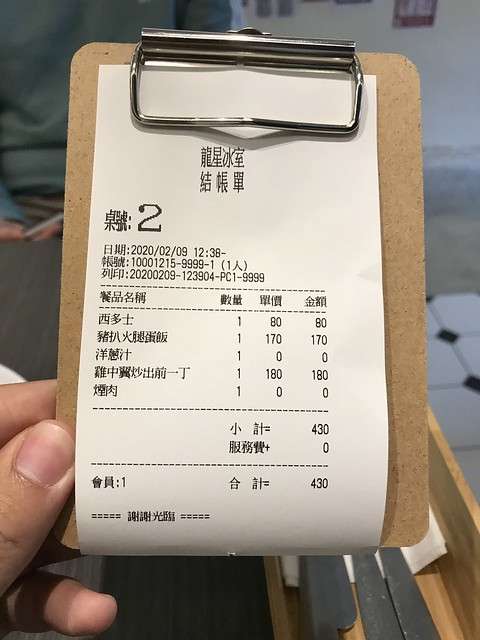 龍星冰室
結帳單
桌號: 2
日期:2020/02/09 12:38-
帳號:10001215-9999-1 (1人)
列印:20200209-123904-PC1-9999
餐品名稱 數量 單價 金額
西多士 1 80 80
豬扒火腿蛋飯 1 170 170
洋蔥汁 1 0 0
雞中翼炒出前一丁 1 180 180
煙肉 1 0 0
小 計= 430
服務費+ 0
會員:1 合 計= 430
===== 謝謝光臨 =====